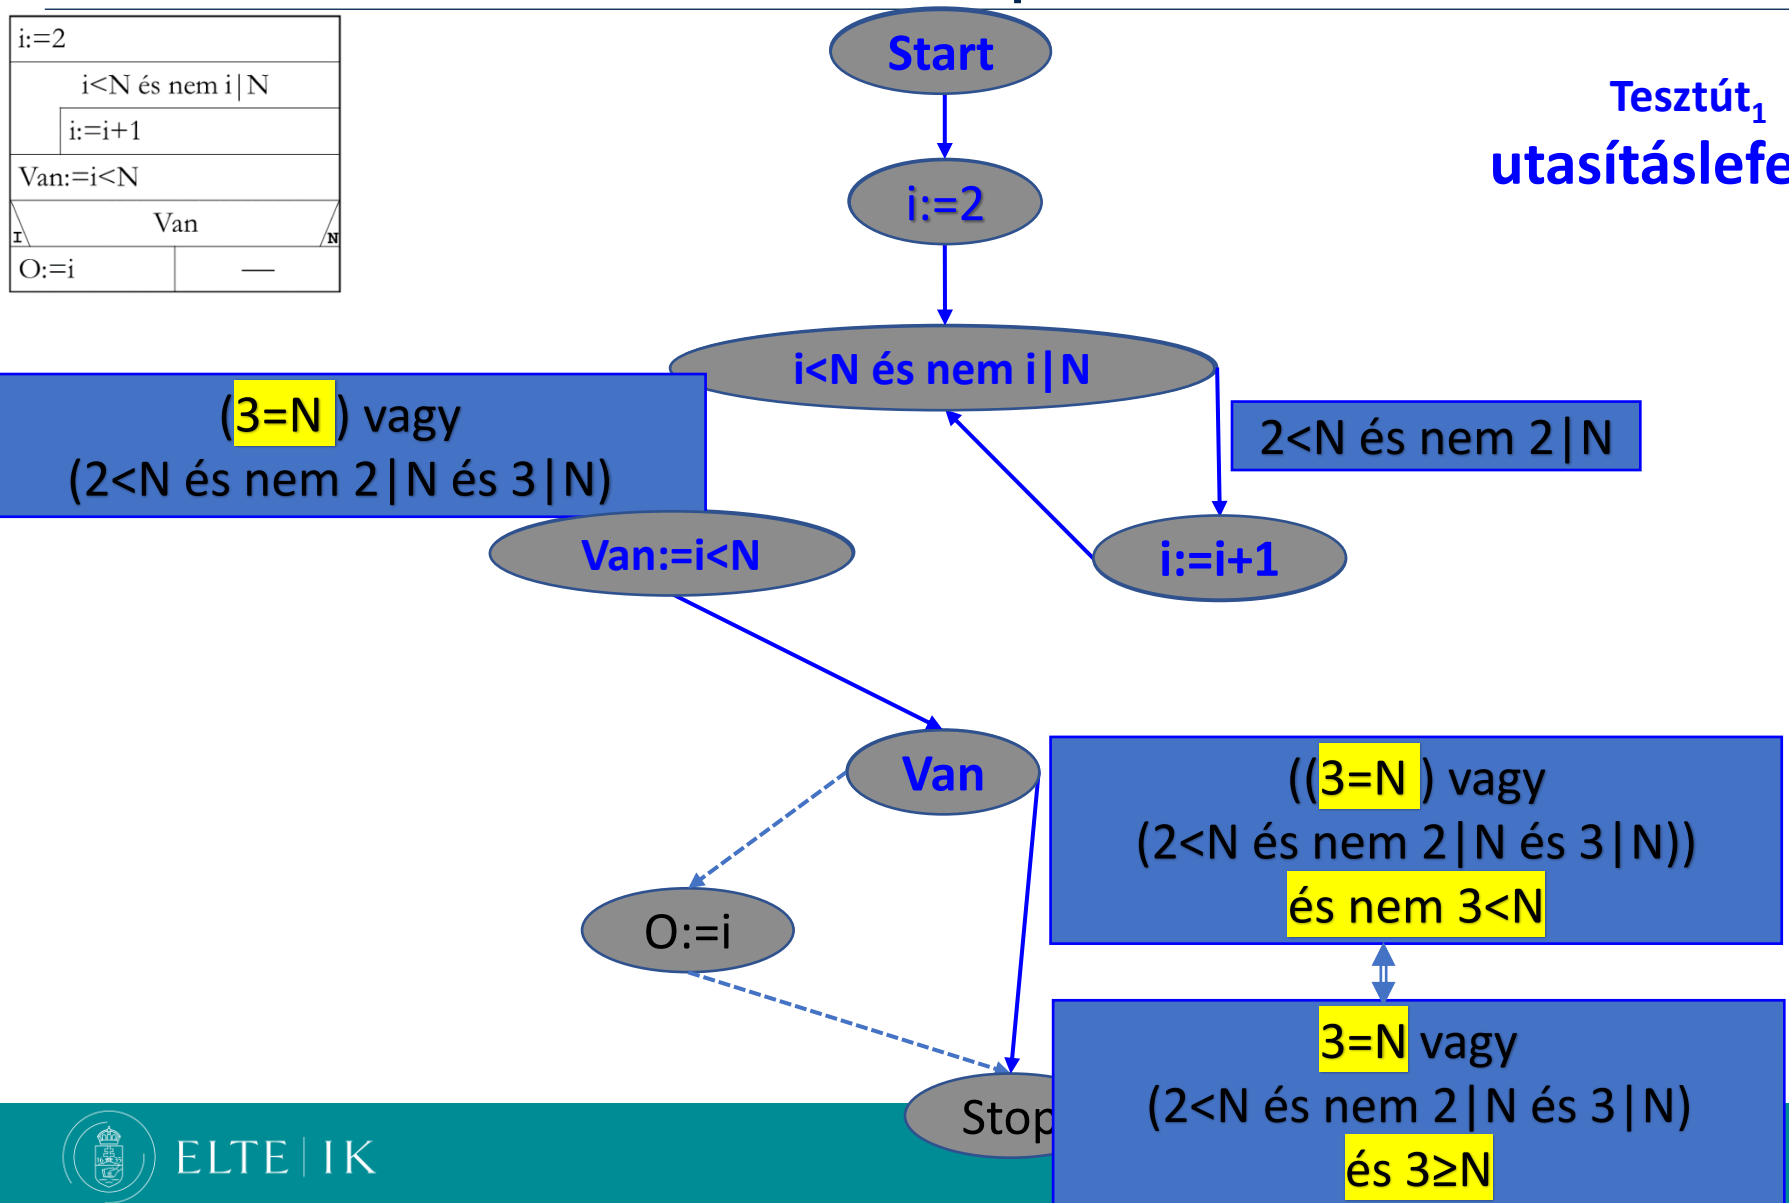 i:=2
i<N és nem i|N
i:=i+1
Van:=i<N
Van
I
N
O:=i
—
Start
Tesztút₁
utasításlefe
i:=2
i<N és nem i|N
(3=N ) vagy
(2<N és nem 2|N és 3|N)
2<N és nem 2|N
Van:=i<N
i:=i+1
Van
((3=N ) vagy
(2<N és nem 2|N és 3|N))
és nem 3<N
O:=i
3=N vagy
(2<N és nem 2|N és 3|N)
és 3≥N
Stop
ELTE | IK